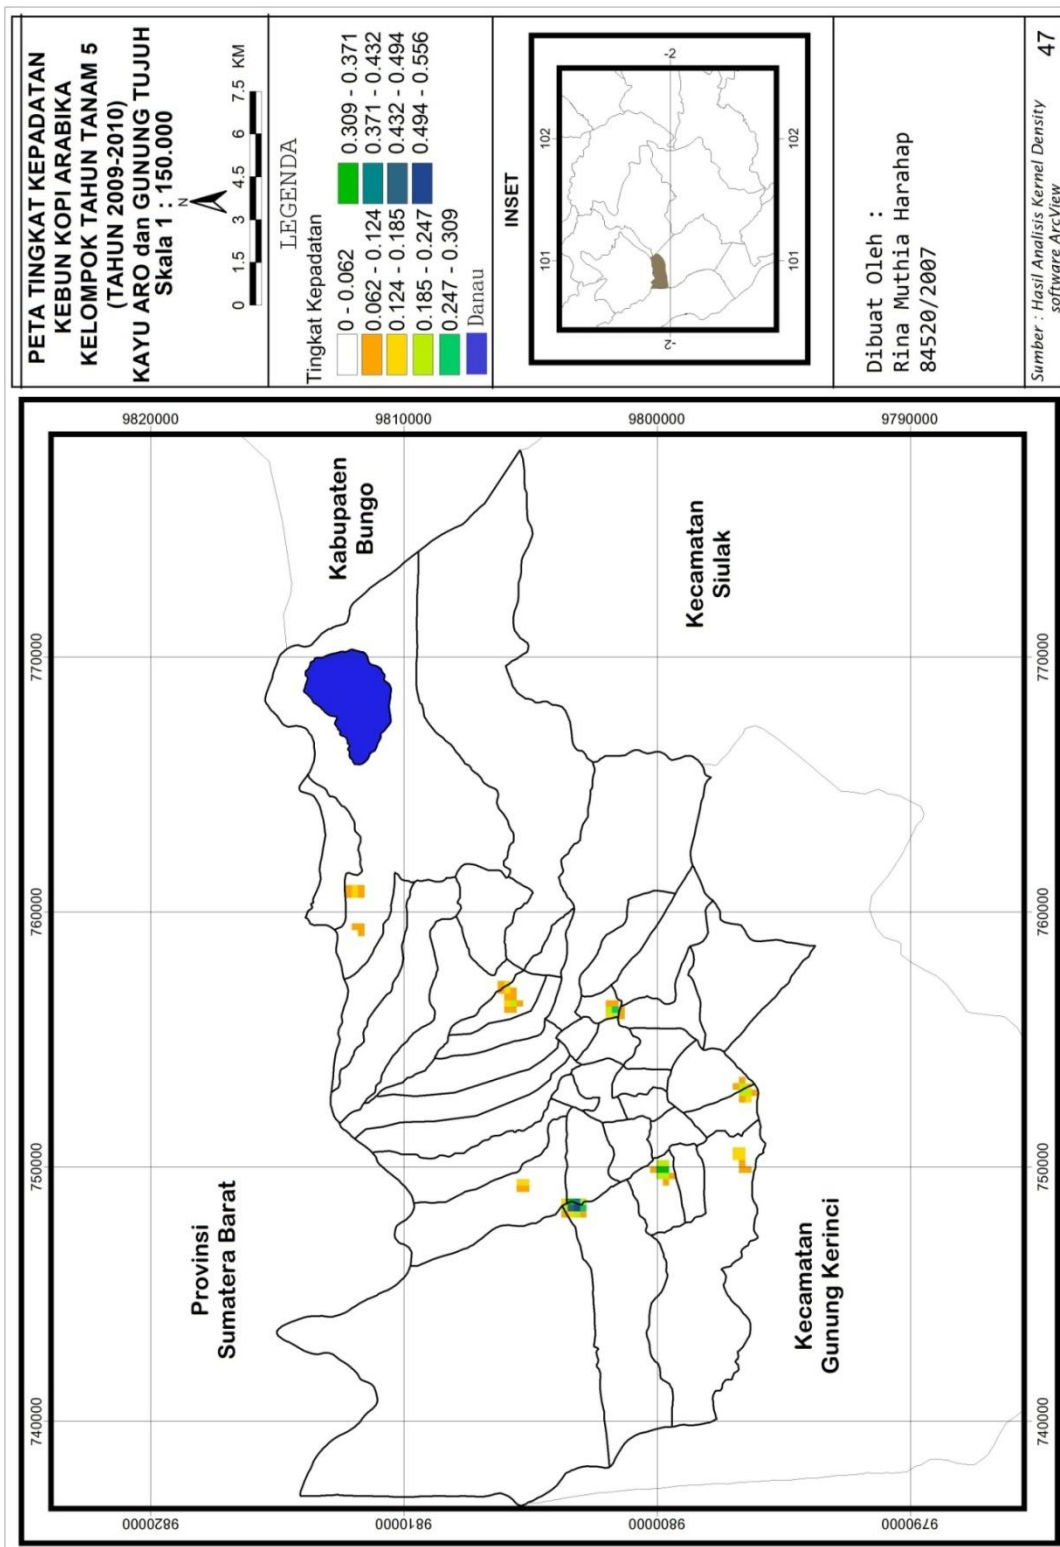 PETA TINGKAT KEPADATAN
KEBUN KOPI ARABIKA
KELOMPOK TAHUN TANAM 5
(TAHUN 2009-2010)
KAYU ARO dan GUNUNG TUJUH
Skala 1 : 150.000
N
0 1.5 3 4.5 6 7.5 KM
LEGENDA
Tingkat Kepadatan
0 - 0.062
0.062 - 0.124
0.124 - 0.185
0.185 - 0.247
0.247 - 0.309
Danau
0.309 - 0.371
0.371 - 0.432
0.432 - 0.494
0.494 - 0.556
INSET
101 102
-2 -2
101 102
Dibuat Oleh :
Rina Muthia Harahap
84520/2007
Sumber : Hasil Analisis Kernel Density
software ArcView
47
740000 750000 760000 770000
9820000 9820000
9810000 9810000
9800000 9800000
9790000 9790000
740000 750000 760000 770000
Provinsi
Sumatera Barat
Kabupaten
Bungo
Kecamatan
Siulak
Kecamatan
Gunung Kerinci